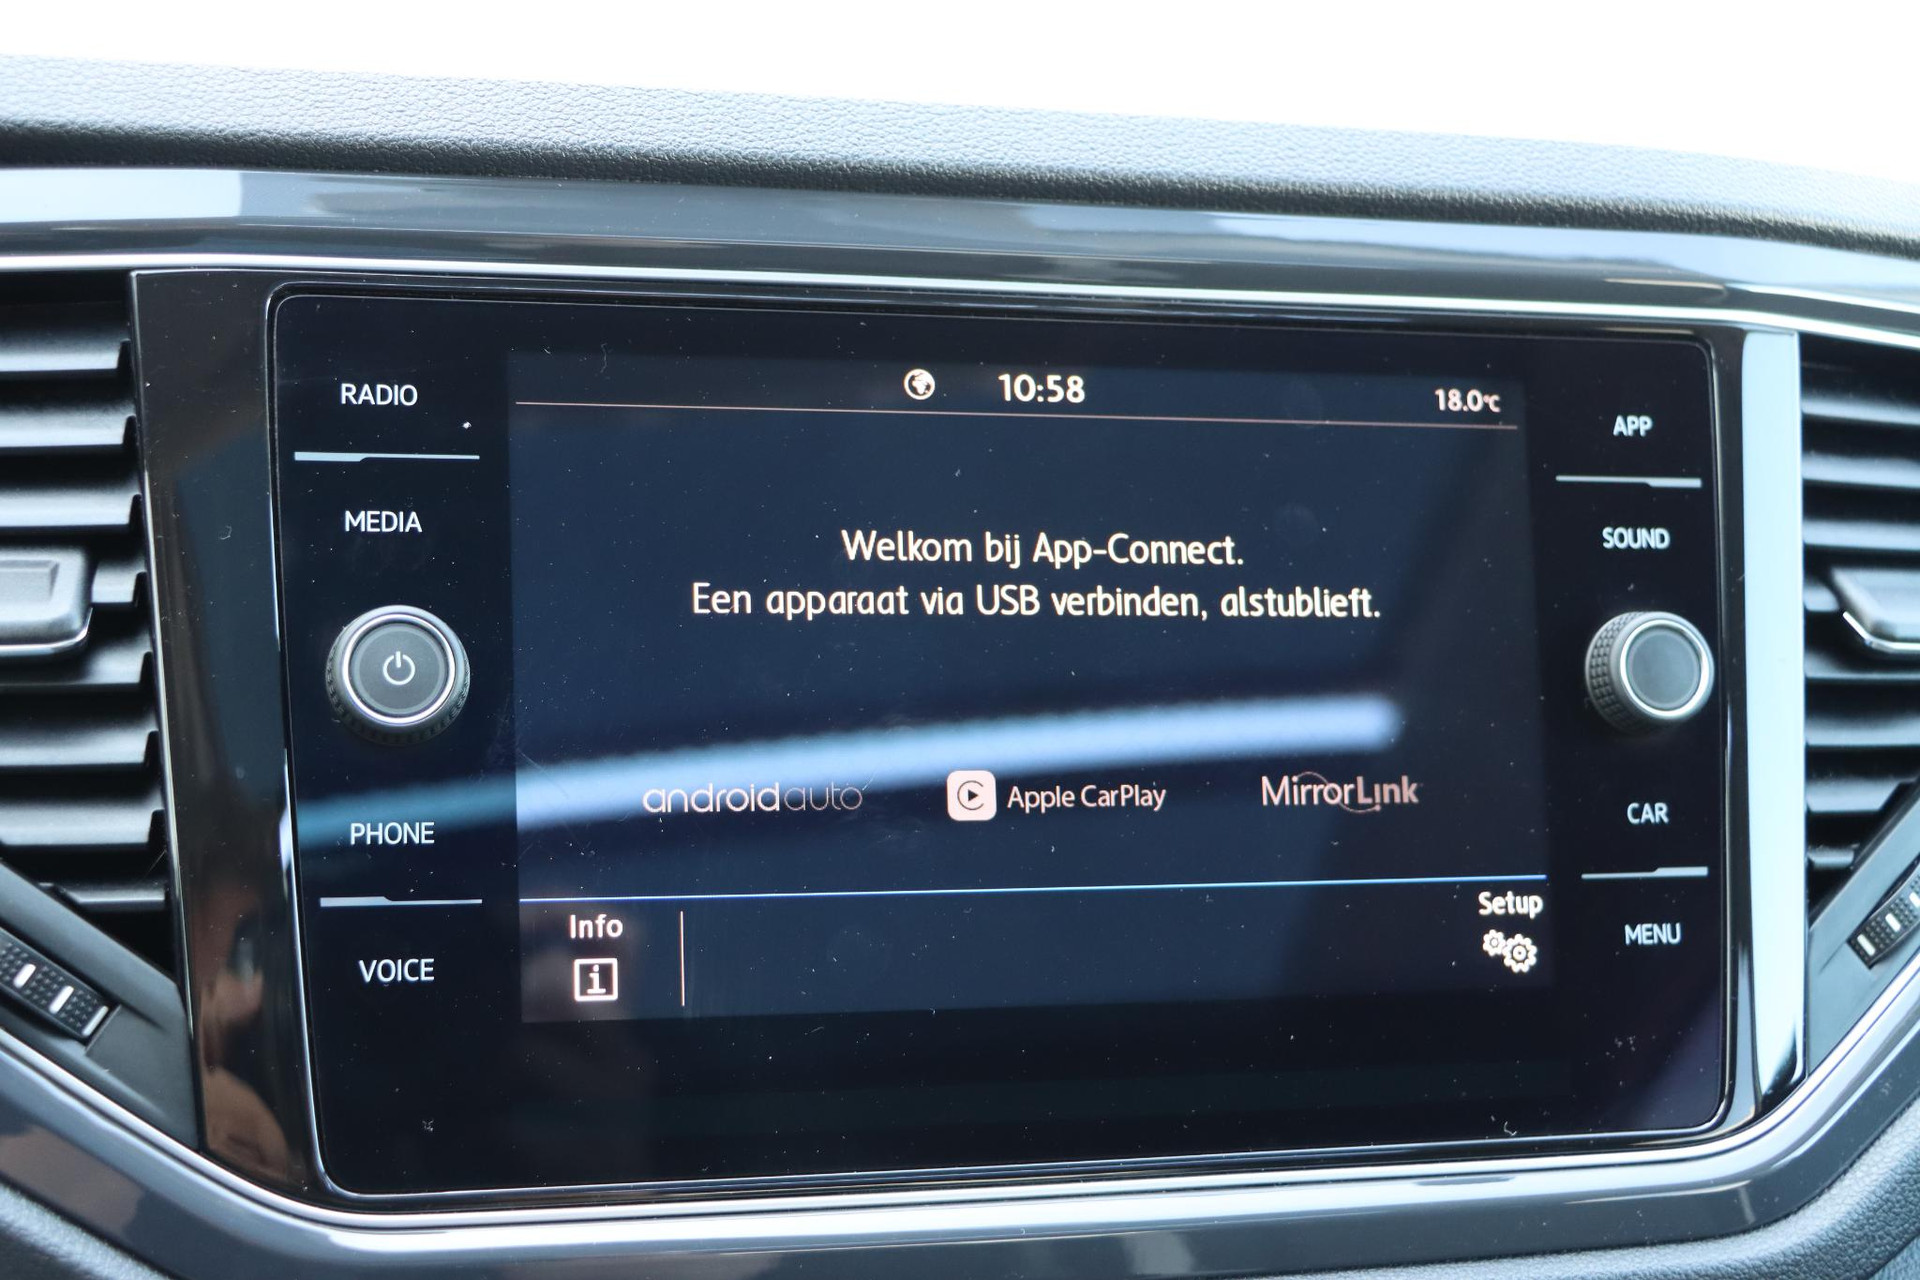 RADIO
MEDIA
PHONE
VOICE
10:58
18.0°C
Welkom bij App-Connect.
Een apparaat via USB verbinden, alstublieft.
androidauto
Apple CarPlay
MirrorLink
Info
i
Setup
APP
SOUND
CAR
MENU